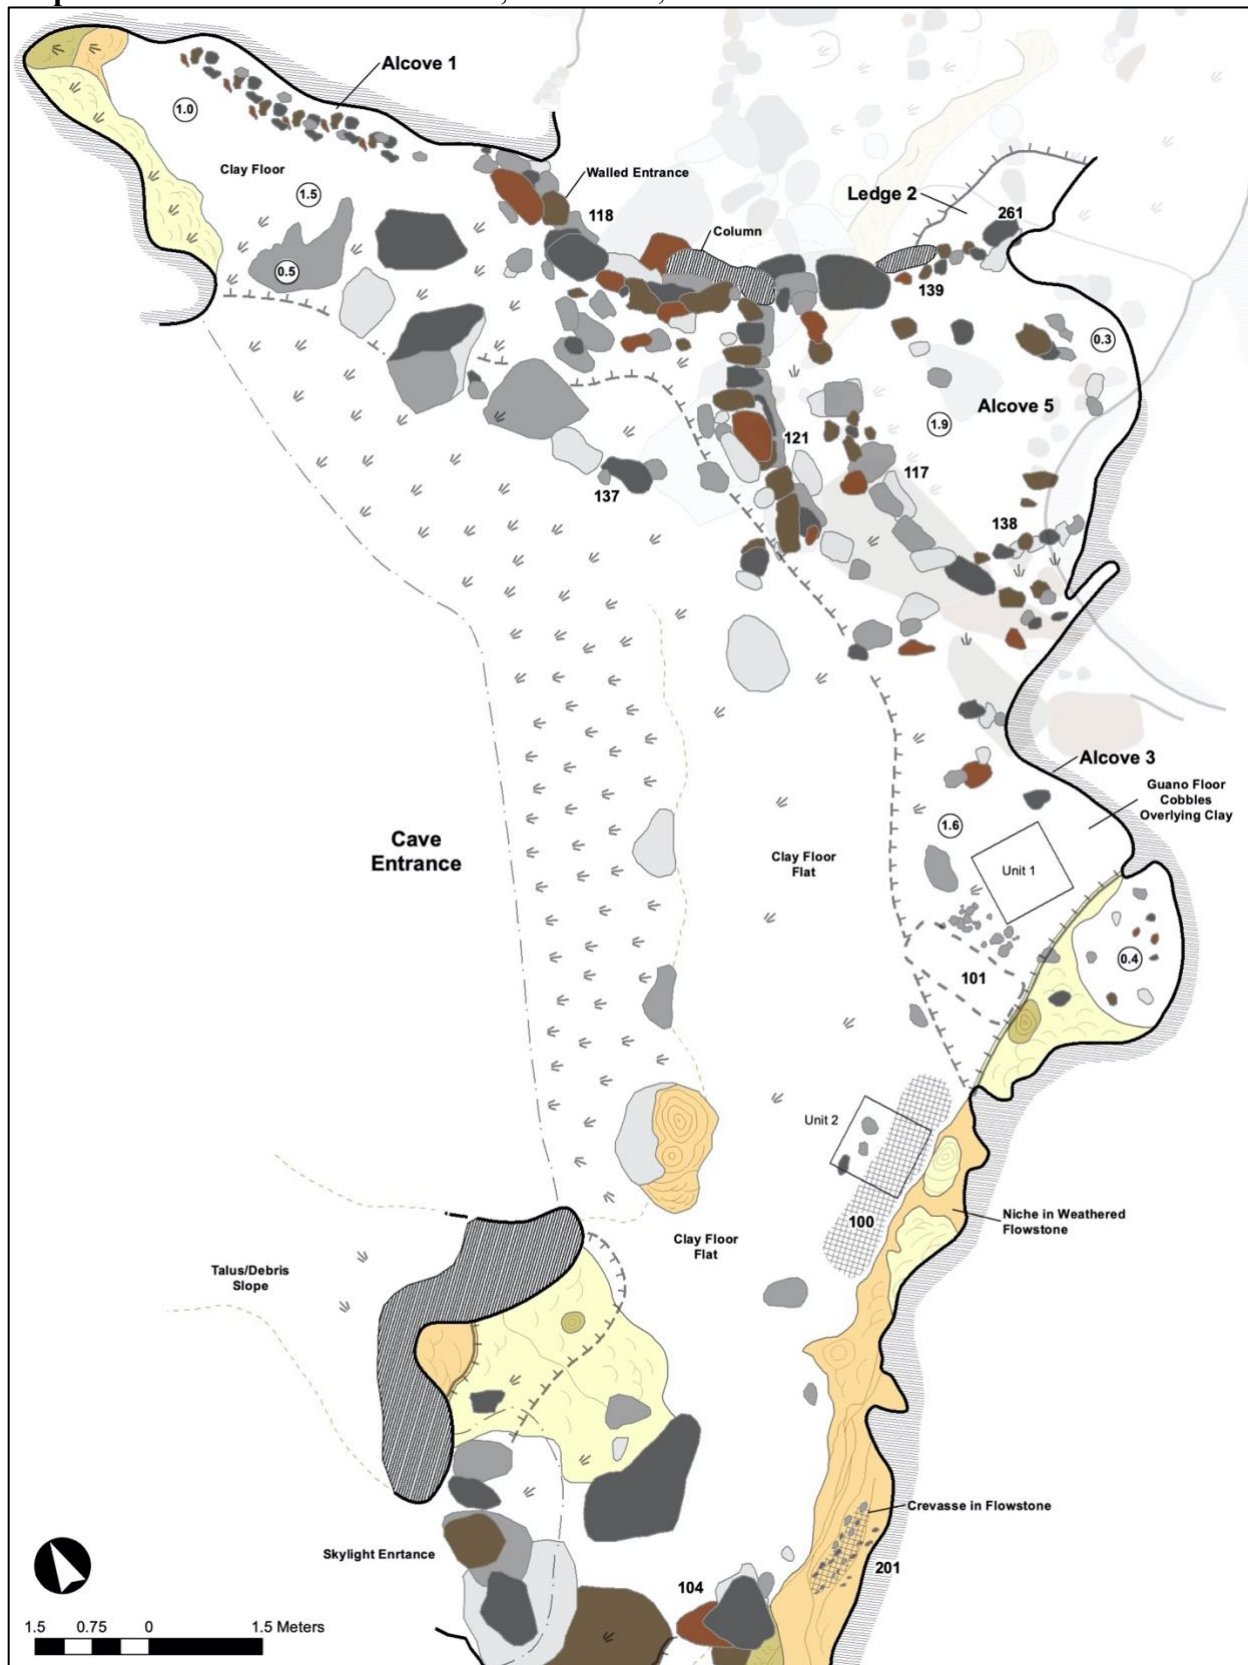 Alcove 1
1.0
Walled Entrance
Clay Floor
Ledge 2
1.5
118
261
Column
0.5
139
0.3
Alcove 5
1.9
121
117
137
138
Alcove 3
Guano Floor
Cobbles
Overlying Clay
1.6
Cave
Entrance
Clay Floor
Flat
Unit 1
0.4
101
Unit 2
100
Niche in Weathered
Flowstone
Clay Floor
Flat
Talus/Debris
Slope
Crevasse in Flowstone
Skylight Enrtance
201
104
1.5 0.75 0 1.5 Meters